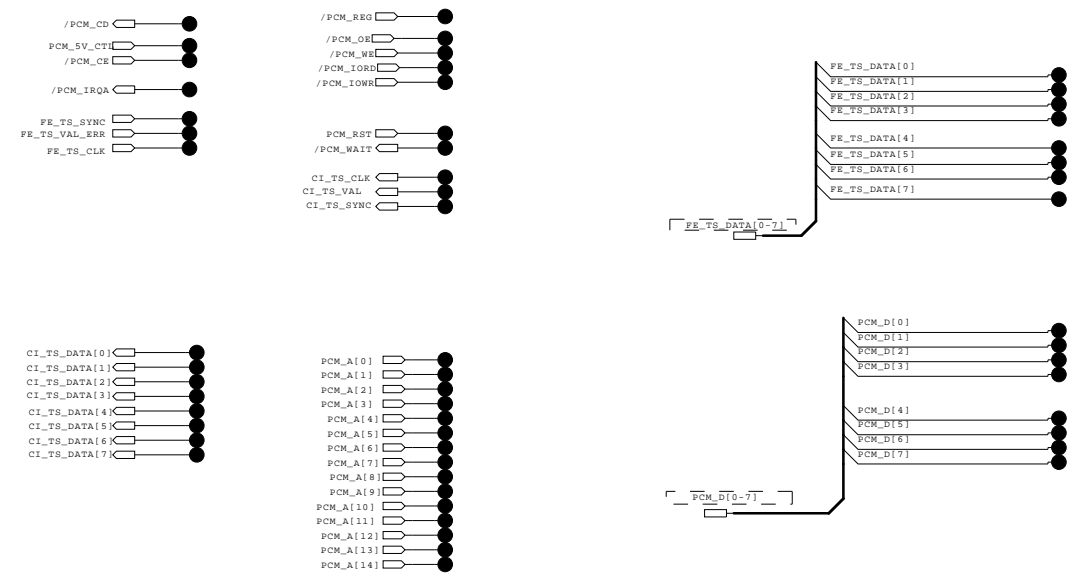 /PCM_CD
PCM_5V_CTL
/PCM_CE
/PCM_IRQA
FE_TS_SYNC
FE_TS_VAL_ERR
FE_TS_CLK
/PCM_REG
/PCM_OE
/PCM_WE
/PCM_IORD
/PCM_IOWR
PCM_RST
/PCM_WAIT
CI_TS_CLK
CI_TS_VAL
CI_TS_SYNC
FE_TS_DATA[0]
FE_TS_DATA[1]
FE_TS_DATA[2]
FE_TS_DATA[3]
FE_TS_DATA[4]
FE_TS_DATA[5]
FE_TS_DATA[6]
FE_TS_DATA[7]
FE_TS_DATA[0-7]
CI_TS_DATA[0]
CI_TS_DATA[1]
CI_TS_DATA[2]
CI_TS_DATA[3]
CI_TS_DATA[4]
CI_TS_DATA[5]
CI_TS_DATA[6]
CI_TS_DATA[7]
PCM_A[0]
PCM_A[1]
PCM_A[2]
PCM_A[3]
PCM_A[4]
PCM_A[5]
PCM_A[6]
PCM_A[7]
PCM_A[8]
PCM_A[9]
PCM_A[10]
PCM_A[11]
PCM_A[12]
PCM_A[13]
PCM_A[14]
PCM_D[0]
PCM_D[1]
PCM_D[2]
PCM_D[3]
PCM_D[4]
PCM_D[5]
PCM_D[6]
PCM_D[7]
PCM_D[0-7]